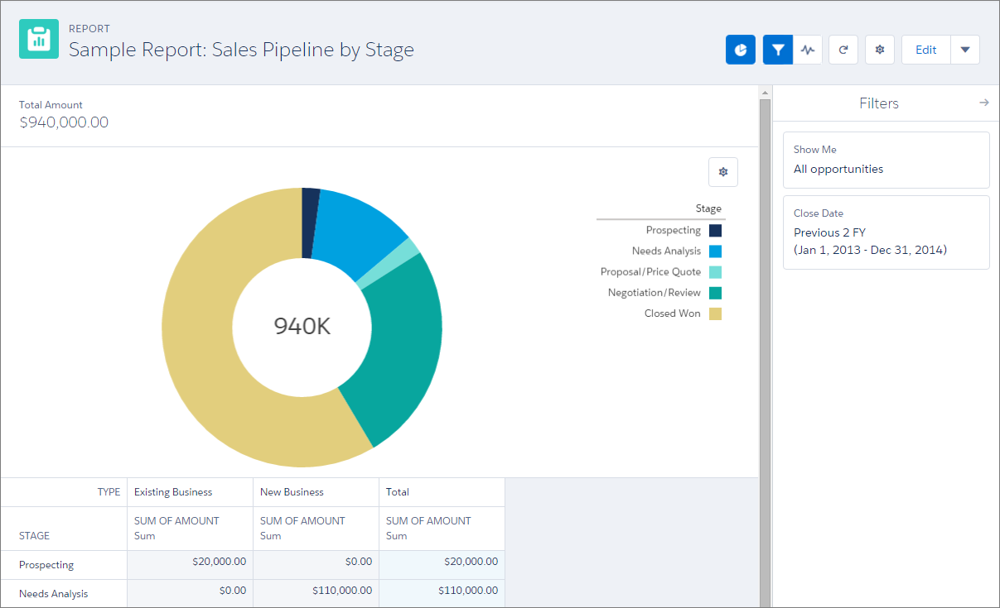 REPORT
Sample Report: Sales Pipeline by Stage
Edit
Total Amount
$940,000.00
Filters
Show Me
All opportunities
Close Date
Previous 2 FY
(Jan 1, 2013 - Dec 31, 2014)
Stage
Prospecting
Needs Analysis
Proposal/Price Quote
Negotiation/Review
Closed Won
940K
TYPE Existing Business New Business Total
SUM OF AMOUNT SUM OF AMOUNT SUM OF AMOUNT
STAGE Sum Sum Sum
Prospecting $20,000.00 $0.00 $20,000.00
Needs Analysis $0.00 $110,000.00 $110,000.00